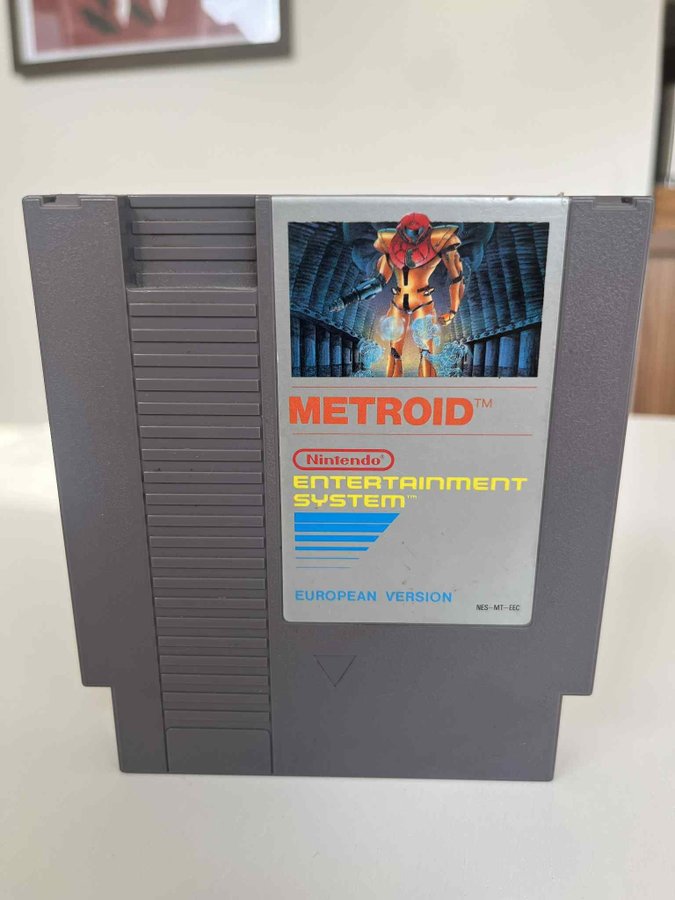 METROID™
Nintendo®
ENTERTAINMENT
SYSTEM™
EUROPEAN VERSION
NES-MT-EEC